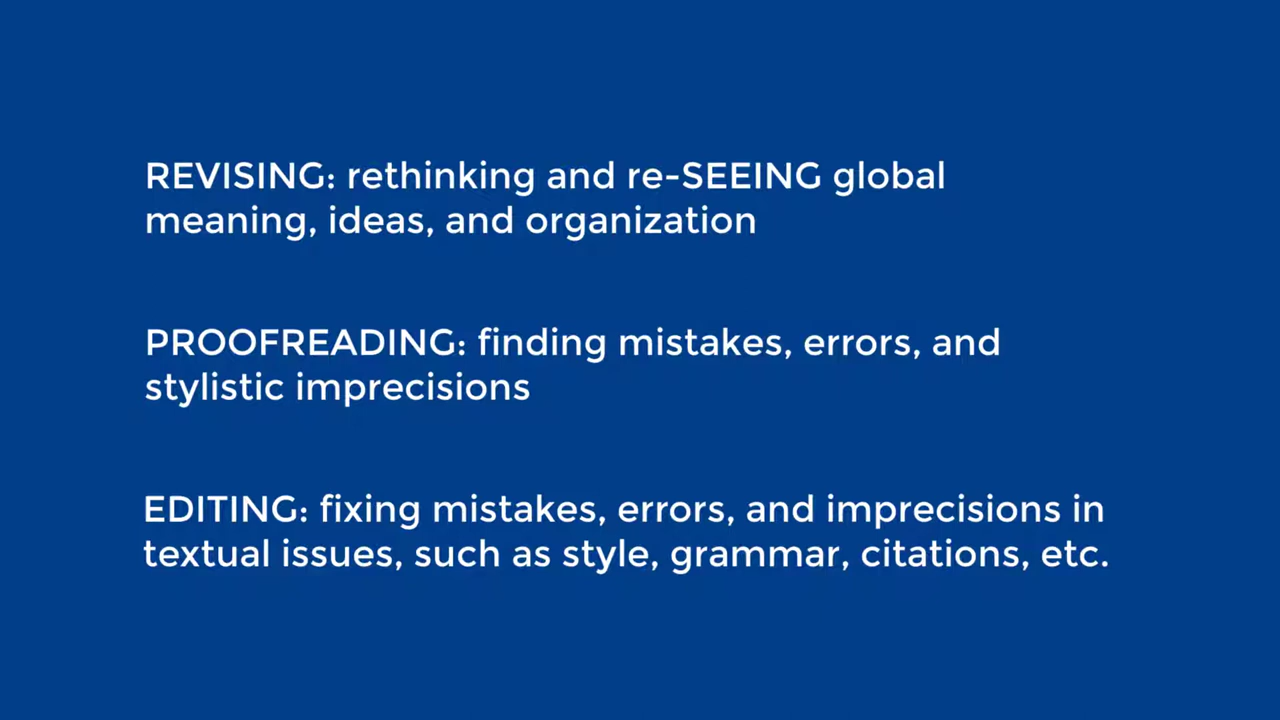 REVISING: rethinking and re-SEEING global
meaning, ideas, and organization
PROOFREADING: finding mistakes, errors, and
stylistic imprecisions
EDITING: fixing mistakes, errors, and imprecisions in
textual issues, such as style, grammar, citations, etc.